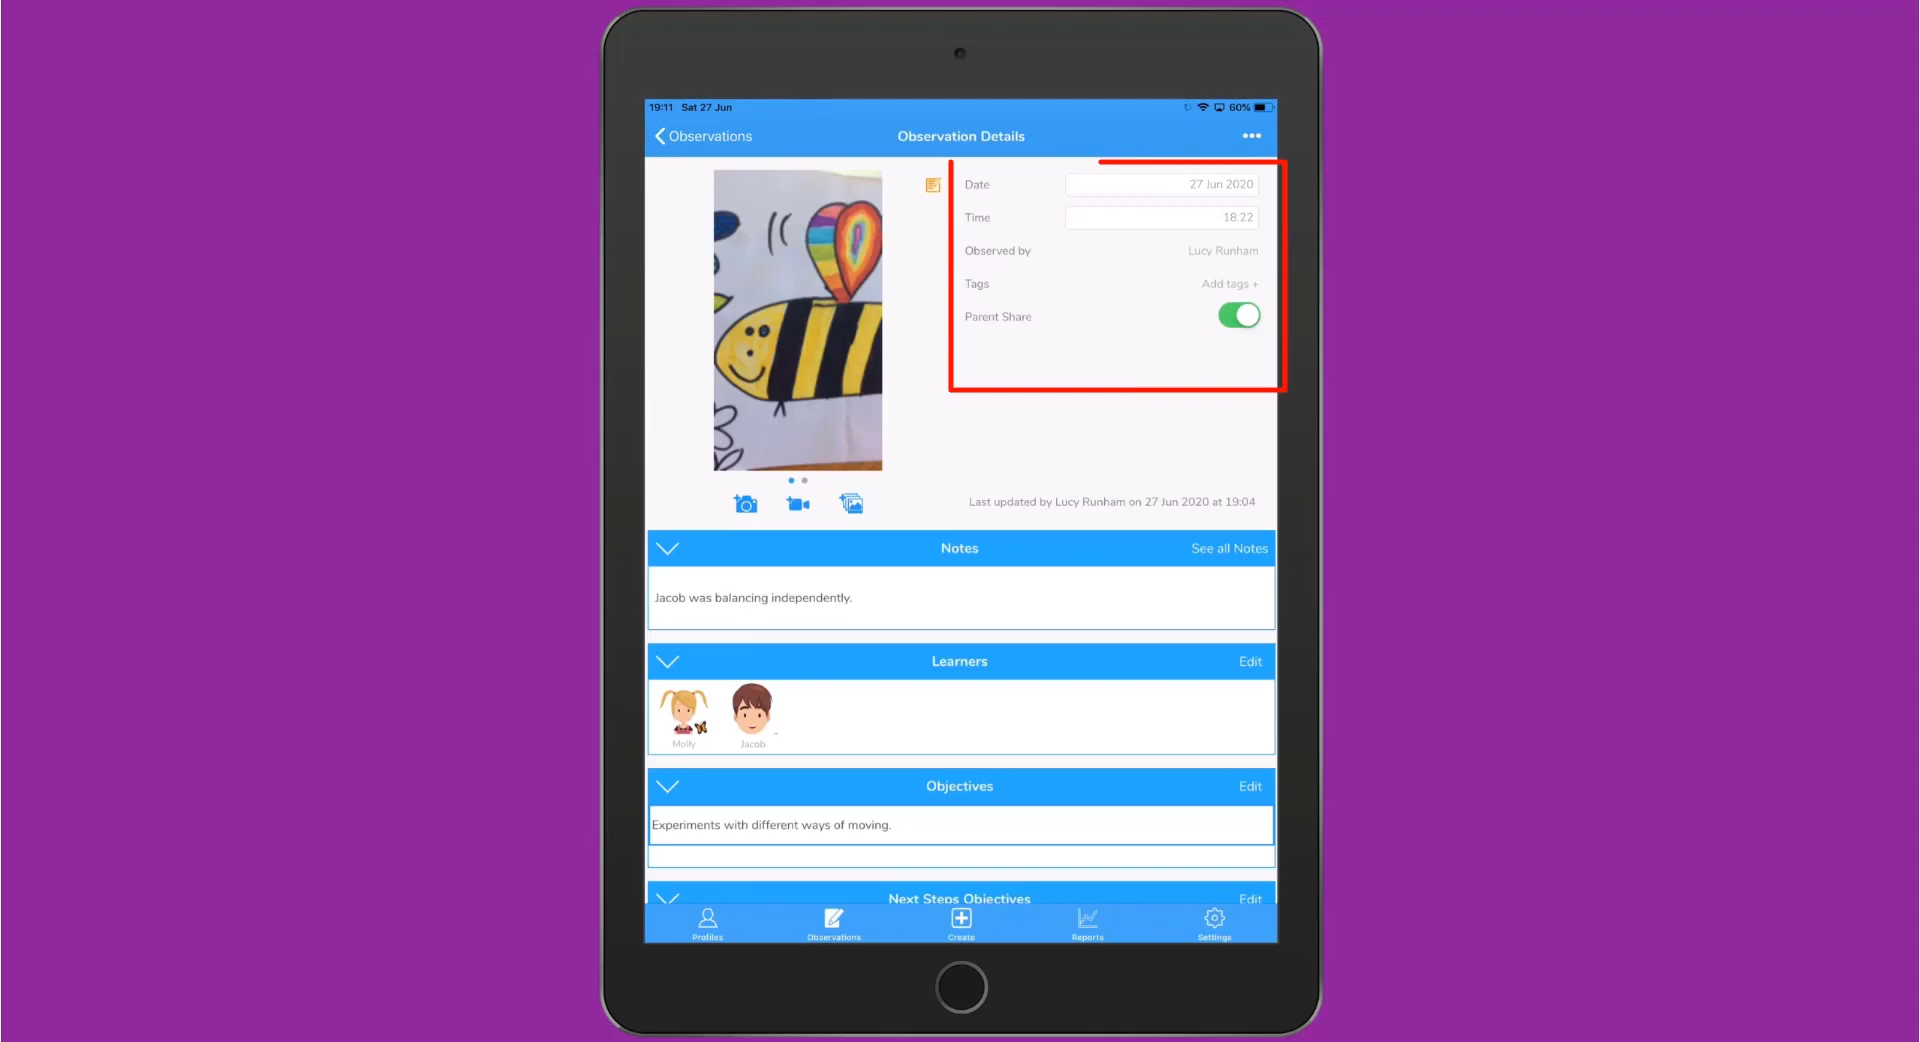 19:11 Sat 27 Jun
60%
Observations
Observation Details
Date
27 Jun 2020
Time
18:22
Observed by
Lucy Runham
Tags
Add tags +
Parent Share
Last updated by Lucy Runham on 27 Jun 2020 at 19:04
Notes
See all Notes
Jacob was balancing independently.
Learners
Edit
Molly
Jacob
Objectives
Edit
Experiments with different ways of moving.
Next Steps Objectives
Edit
Profiles
Observations
Create
Reports
Settings